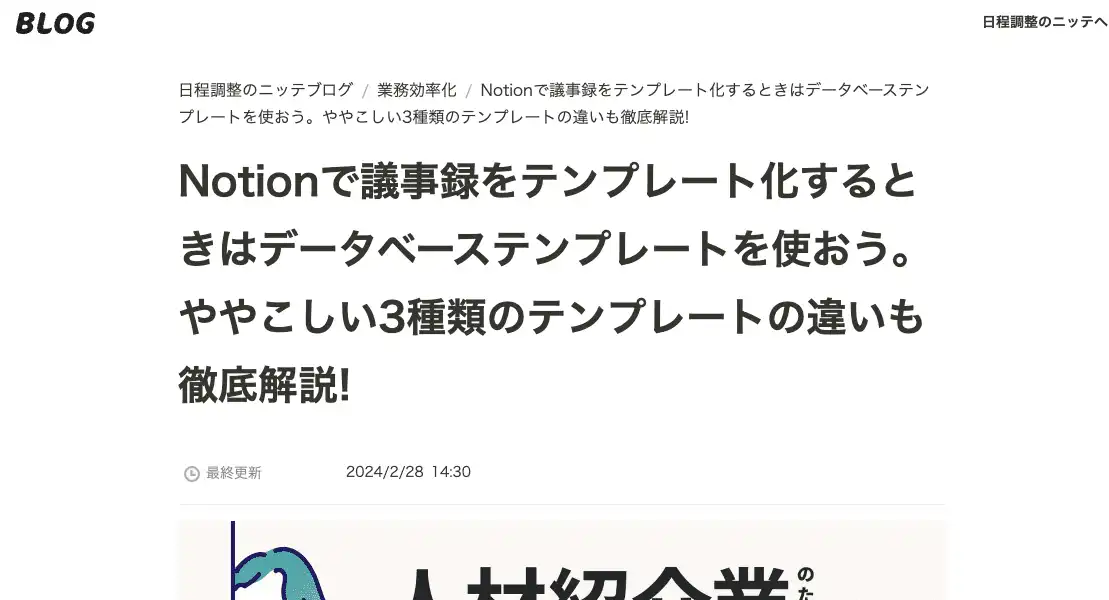 BLOG
日程調整のニッテへ
日程調整のニッテブログ / 業務効率化 / Notionで議事録をテンプレート化するときはデータベーステン
プレートを使おう。ややこしい3種類のテンプレートの違いも徹底解説!
Notionで議事録をテンプレート化すると
きはデータベーステンプレートを使おう。
ややこしい3種類のテンプレートの違いも
徹底解説!
最終更新 2024/2/28 14:30
人材紹介業
のた